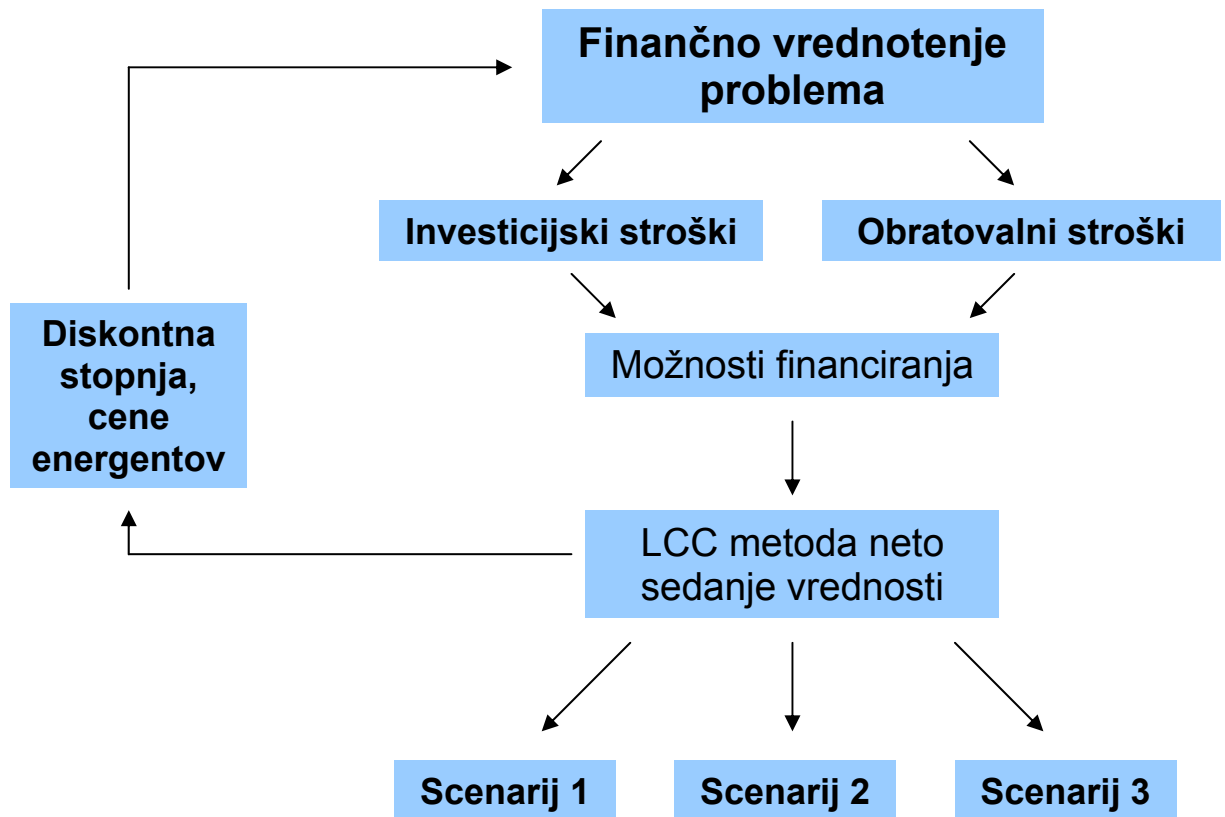 Finančno vrednotenje
problema
Investicijski stroški
Obratovalni stroški
Diskontna
stopnja,
cene
energentov
Možnosti financiranja
LCC metoda neto
sedanje vrednosti
Scenarij 1
Scenarij 2
Scenarij 3